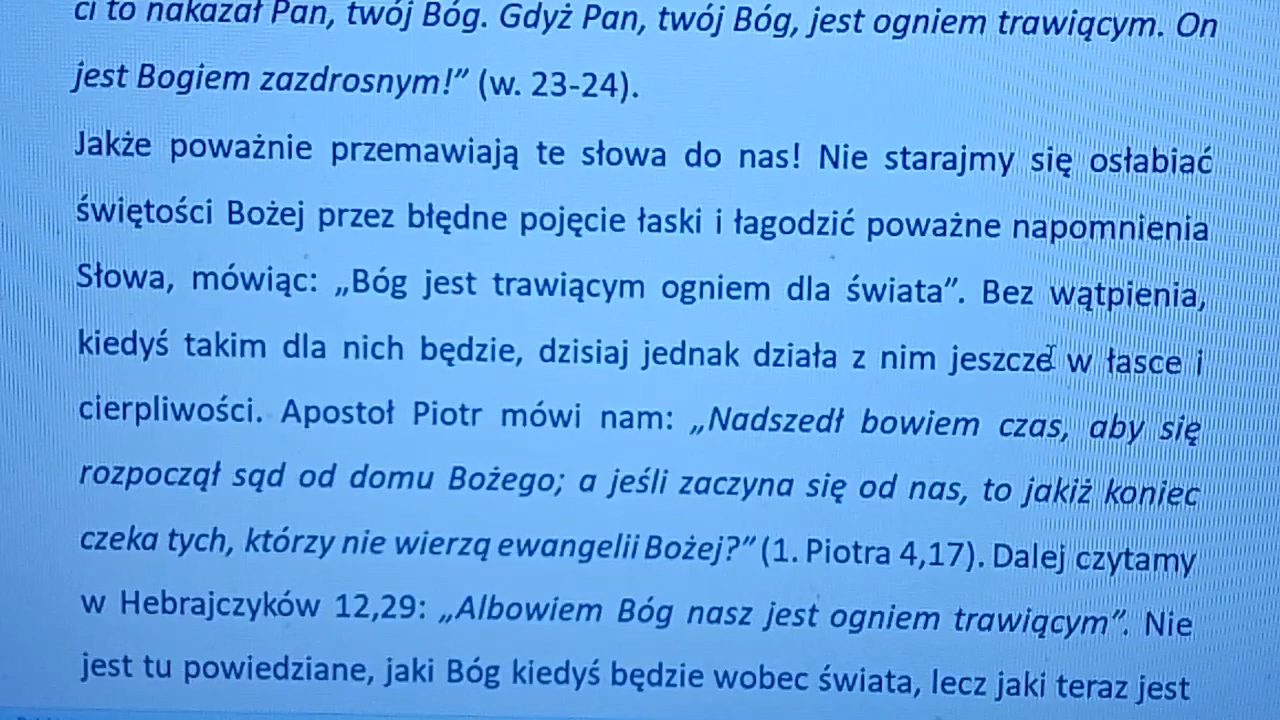 ci to nakazał Pan, twój Bóg. Gdyż Pan, twój Bóg, jest ogniem trawiącym. On
jest Bogiem zazdrosnym!” (w. 23-24).
Jakże poważnie przemawiają te słowa do nas! Nie starajmy się osłabiać
świętości Bożej przez błędne pojęcie łaski i łagodzić poważne napomnienia
Słowa, mówiąc: „Bóg jest trawiącym ogniem dla świata”. Bez wątpienia,
kiedyś takim dla nich będzie, dzisiaj jednak działa z nim jeszcze w łasce i
cierpliwości. Apostoł Piotr mówi nam: „Nadszedł bowiem czas, aby się
rozpoczął sąd od domu Bożego; a jeśli zaczyna się od nas, to jakiż koniec
czeka tych, którzy nie wierzą ewangelii Bożej?” (1. Piotra 4,17). Dalej czytamy
w Hebrajczyków 12,29: „Albowiem Bóg nasz jest ogniem trawiącym”. Nie
jest tu powiedziane, jaki Bóg kiedyś będzie wobec świata, lecz jaki teraz jest